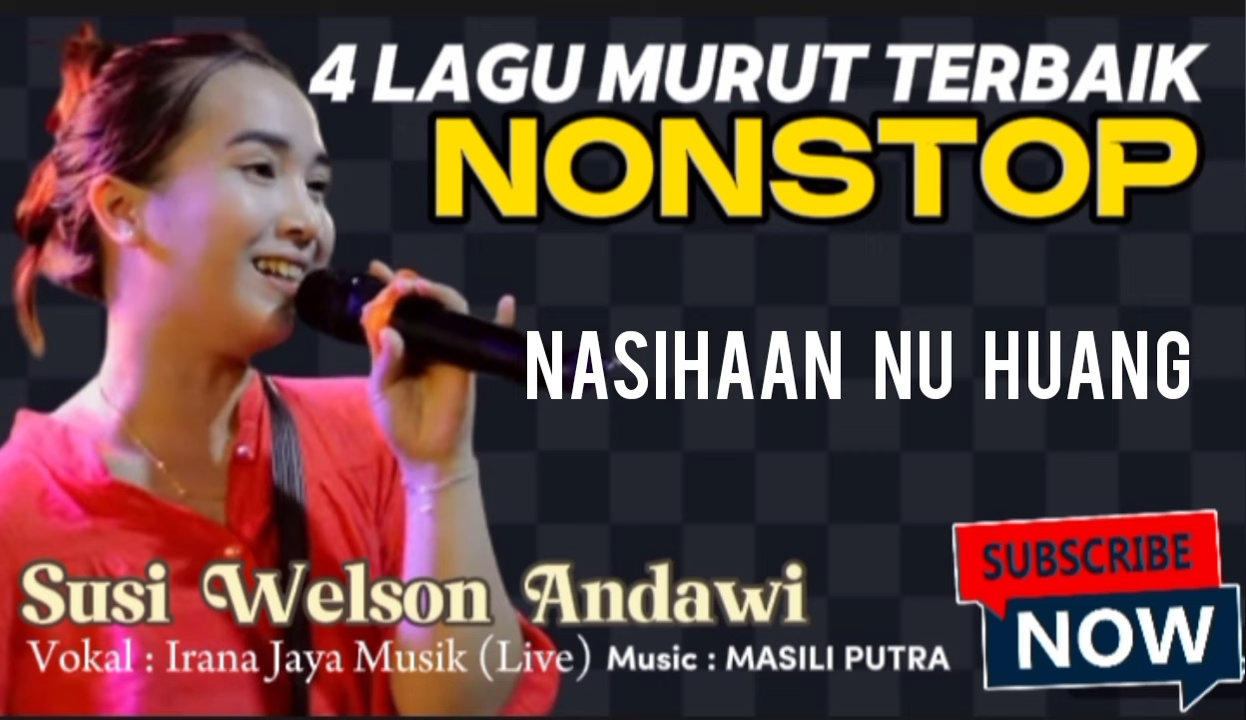 4 LAGU MURUT TERBAIK
NONSTOP
NASIHAAN NU HUANG
Susi Welson Andawi
Vokal : Irana Jaya Musik (Live) Music : MASILI PUTRA
SUBSCRIBE
NOW